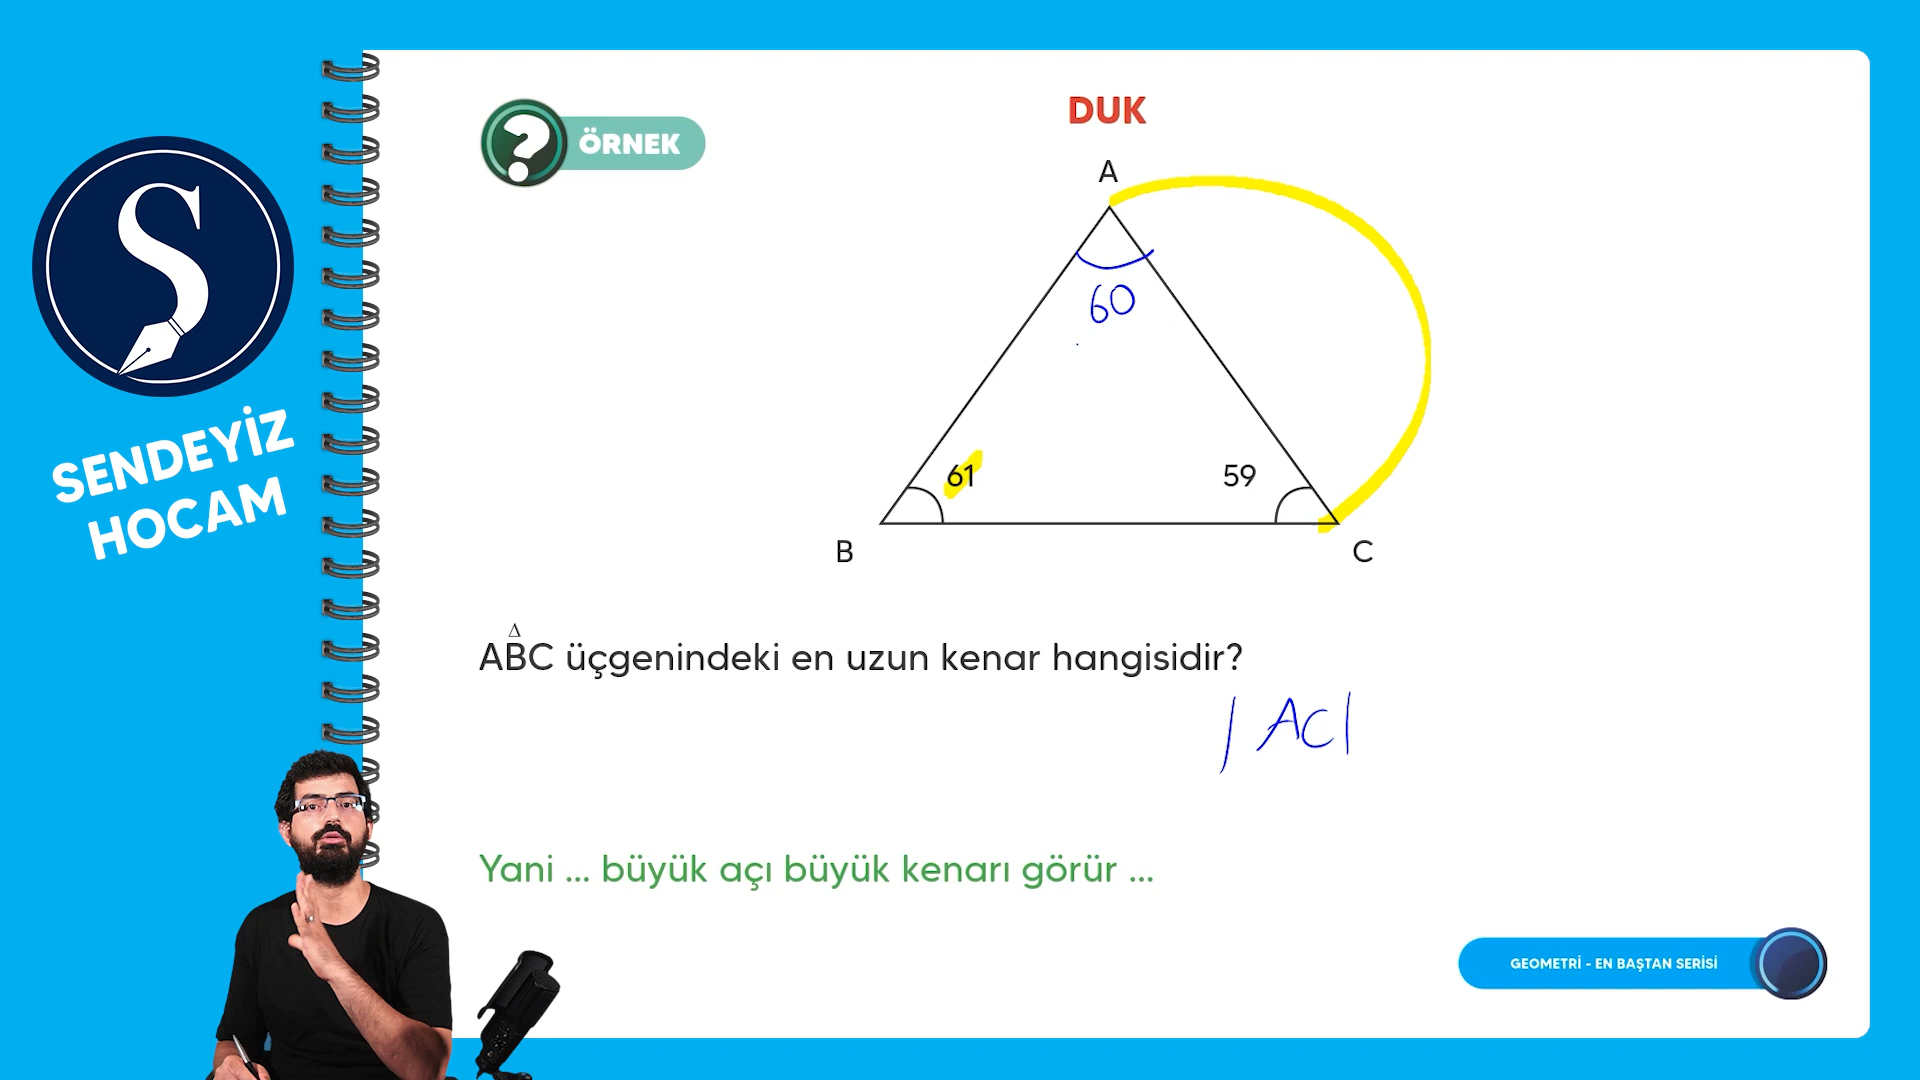 SENDEYİZ
HOCAM
S
ÖRNEK
?
DUK
A
60
61
59
B
C
Δ
ABC üçgenindeki en uzun kenar hangisidir?
|AC|
Yani ... büyük açı büyük kenarı görür ...
GEOMETRİ - EN BAŞTAN SERİSİ